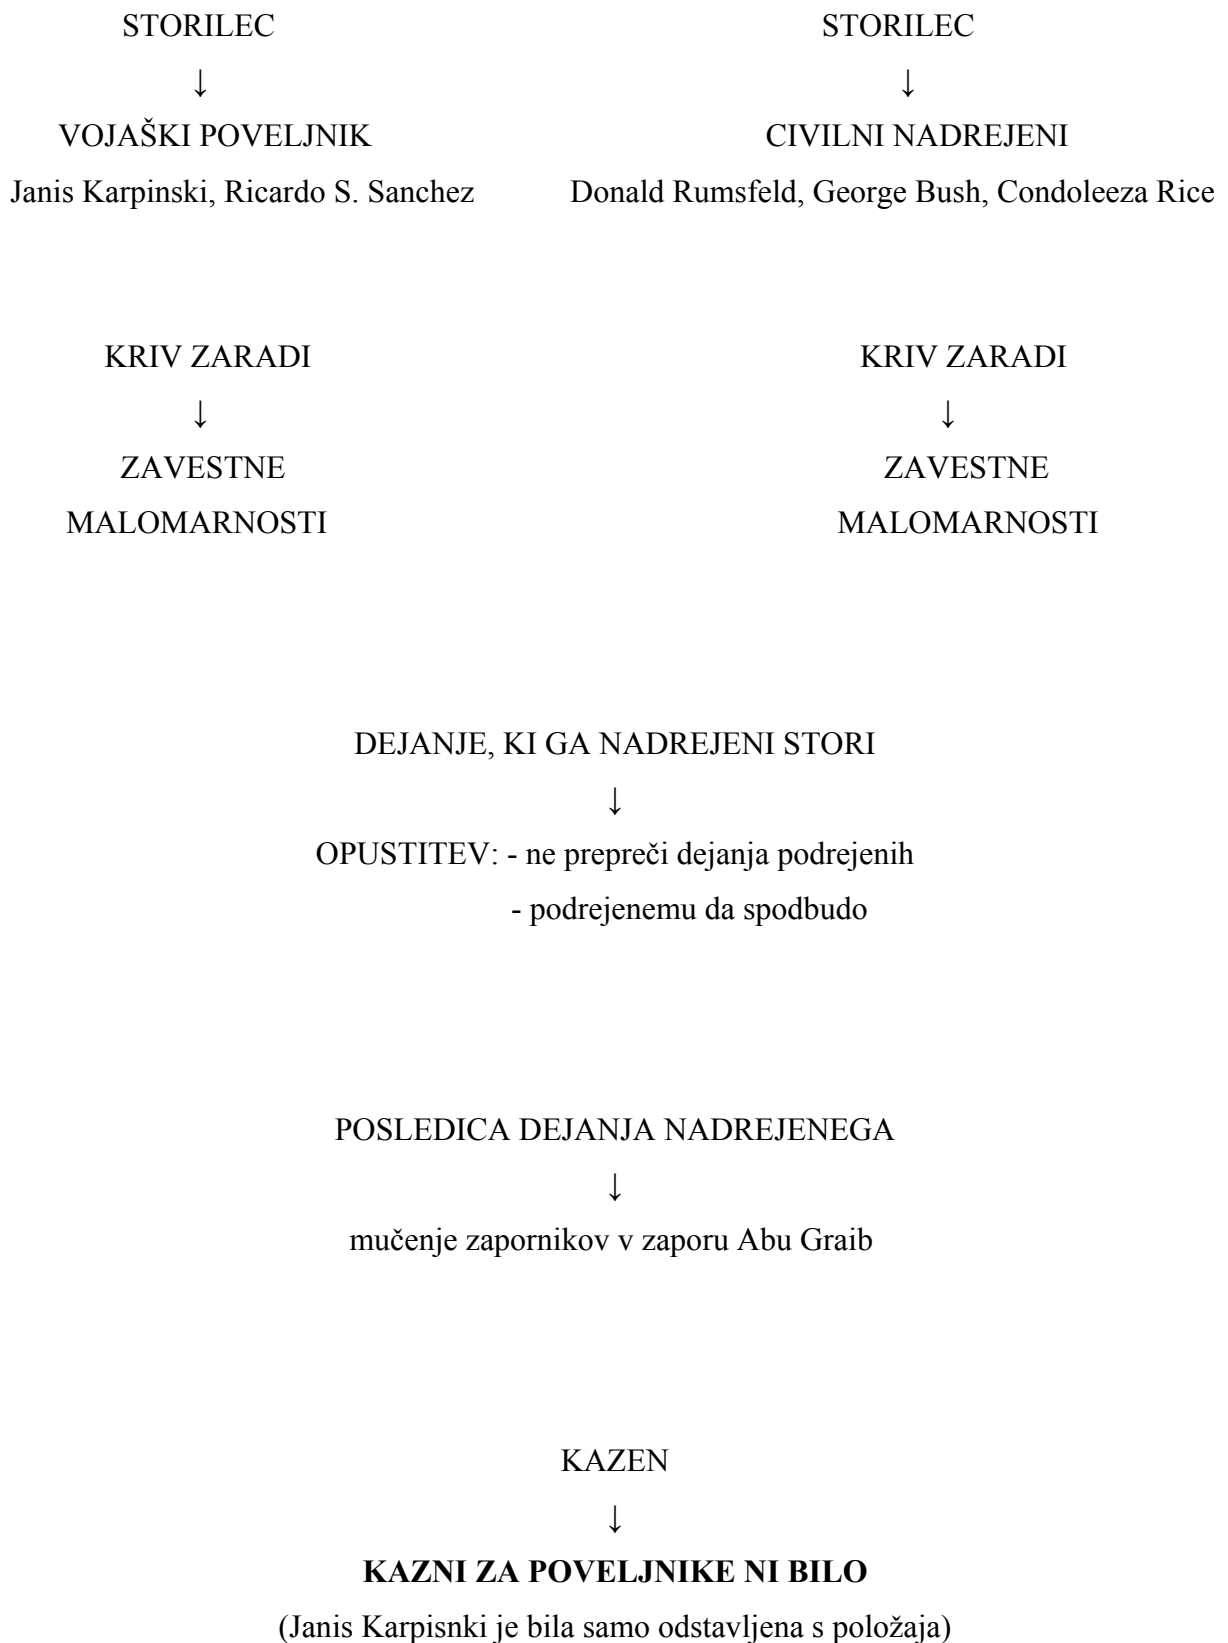 STORILEC STORILEC
↓ ↓
VOJAŠKI POVELJNIK CIVILNI NADREJENI
Janis Karpinski, Ricardo S. Sanchez Donald Rumsfeld, George Bush, Condoleeza Rice
KRIV ZARADI KRIV ZARADI
↓ ↓
ZAVESTNE ZAVESTNE
MALOMARNOSTI MALOMARNOSTI
DEJANJE, KI GA NADREJENI STORI
↓
OPUSTITEV: - ne prepreči dejanja podrejenih
- podrejenemu da spodbudo
POSLEDICA DEJANJA NADREJENEGA
↓
mučenje zapornikov v zaporu Abu Graib
KAZEN
↓
KAZNI ZA POVELJNIKE NI BILO
(Janis Karpisnki je bila samo odstavljena s položaja)